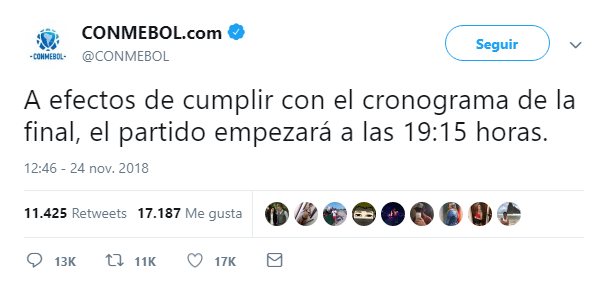 CONMEBOL.com
@CONMEBOL
Seguir
-CONMEBOL-
A efectos de cumplir con el cronograma de la
final, el partido empezará a las 19:15 horas.
12:46 - 24 nov. 2018
11.425 Retweets 17.187 Me gusta
13K 11K 17K